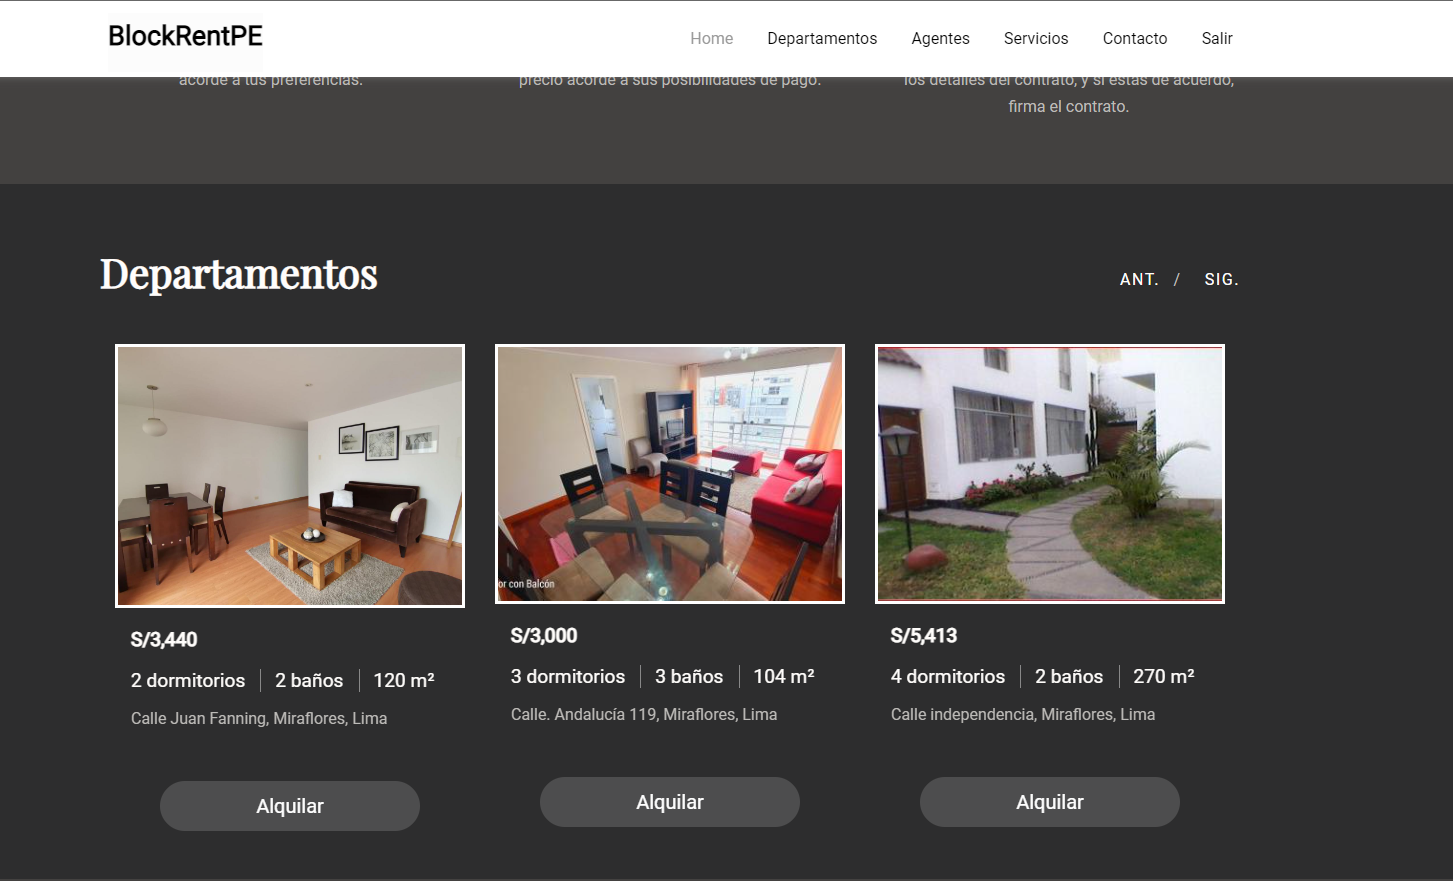 BlockRentPE
Home Departamentos Agentes Servicios Contacto Salir
acorde a tus preferencias.
precio acorde a sus posibilidades de pago.
los detalles del contrato, y si estas de acuerdo,
firma el contrato.
Departamentos
ANT. / SIG.
or con Balcón
S/3,440
2 dormitorios 2 baños 120 m²
Calle Juan Fanning, Miraflores, Lima
Alquilar
S/3,000
3 dormitorios 3 baños 104 m²
Calle. Andalucía 119, Miraflores, Lima
Alquilar
S/5,413
4 dormitorios 2 baños 270 m²
Calle independencia, Miraflores, Lima
Alquilar